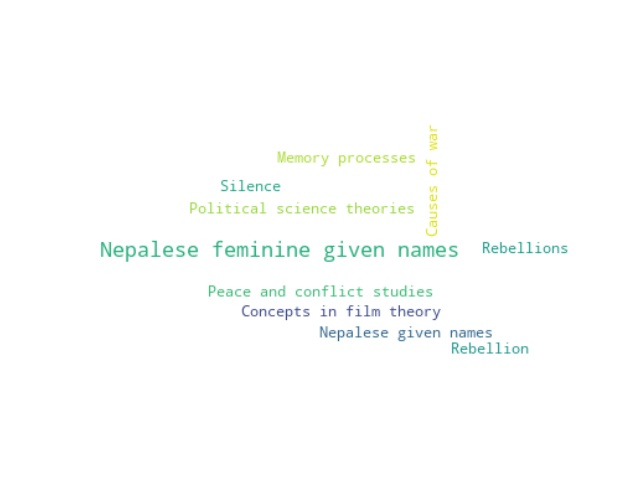 Causes of war
Memory processes
Silence
Political science theories
Nepalese feminine given names
Rebellions
Peace and conflict studies
Concepts in film theory
Nepalese given names
Rebellion